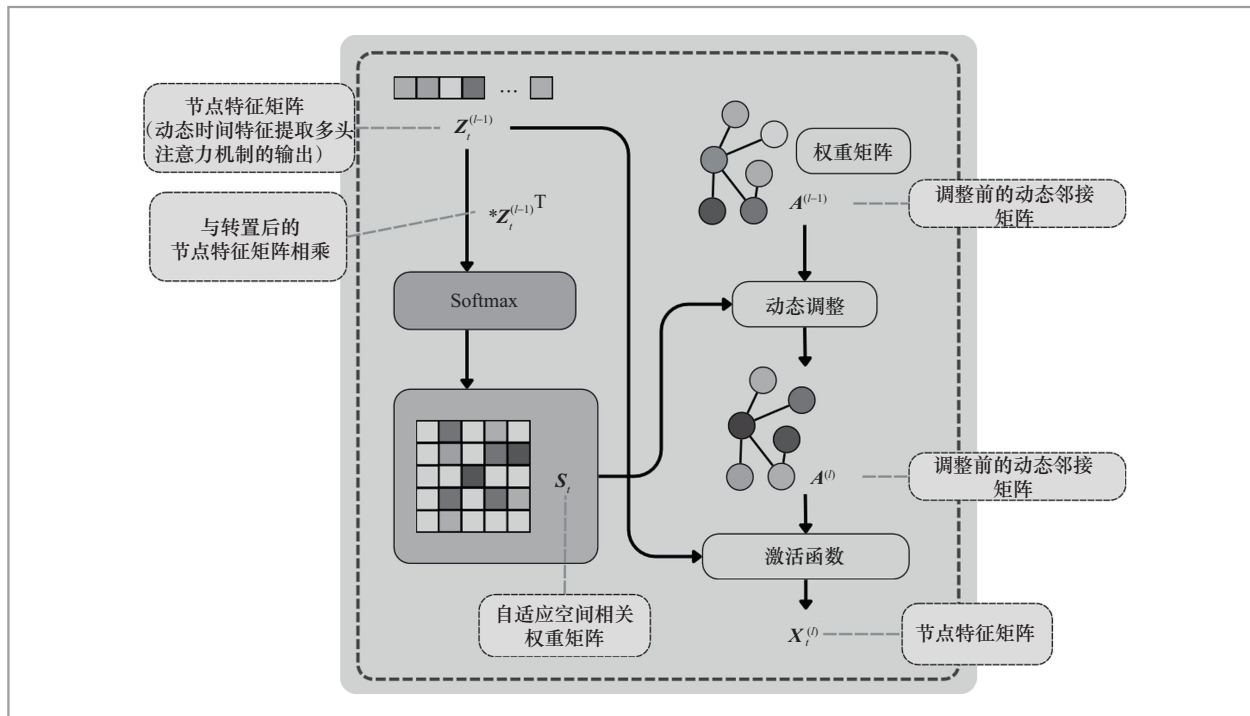 节点特征矩阵
（动态时间特征提取多头
注意力机制的输出）
…
Z_t^(l-1)
与转置后的
节点特征矩阵相乘
*Z_t^(l-1)T
Softmax
S_t
自适应空间相关
权重矩阵
权重矩阵
A^(l-1)
调整前的动态邻接
矩阵
动态调整
A^(l)
调整前的动态邻接
矩阵
激活函数
X_t^(l)
节点特征矩阵